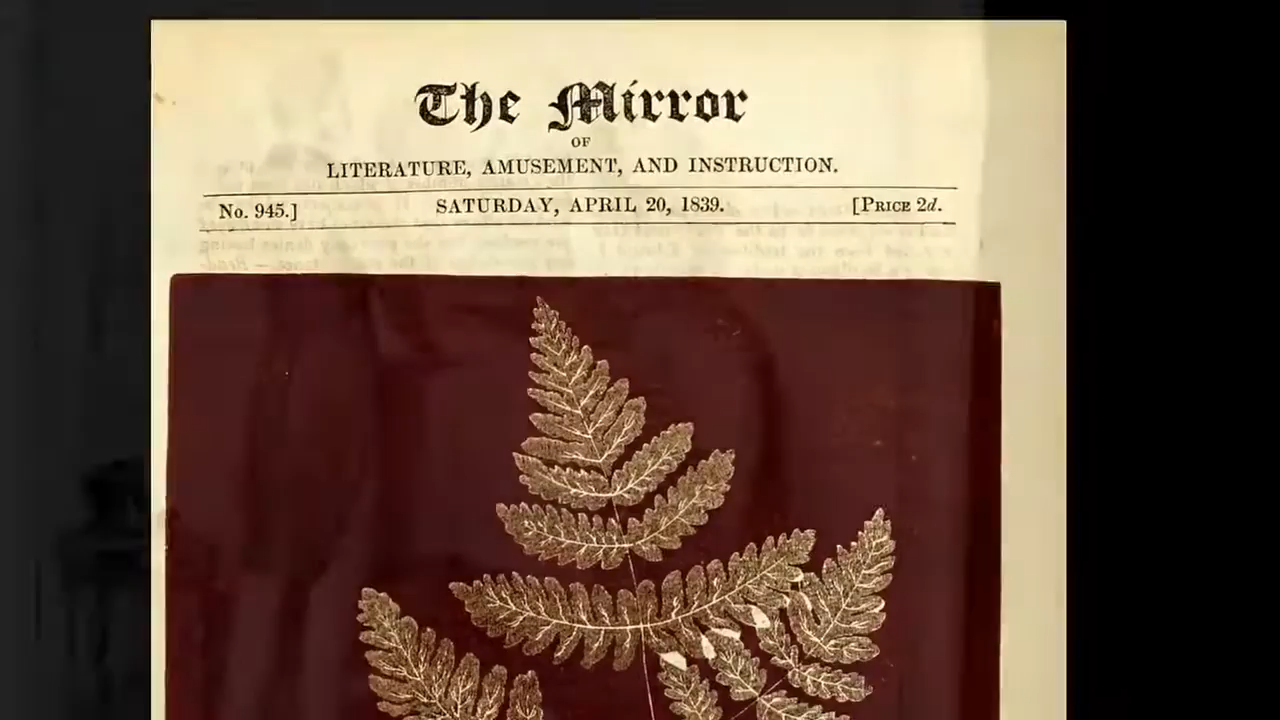 The Mirror
OF
LITERATURE, AMUSEMENT, AND INSTRUCTION.
No. 945.] SATURDAY, APRIL 20, 1839. [PRICE 2d.